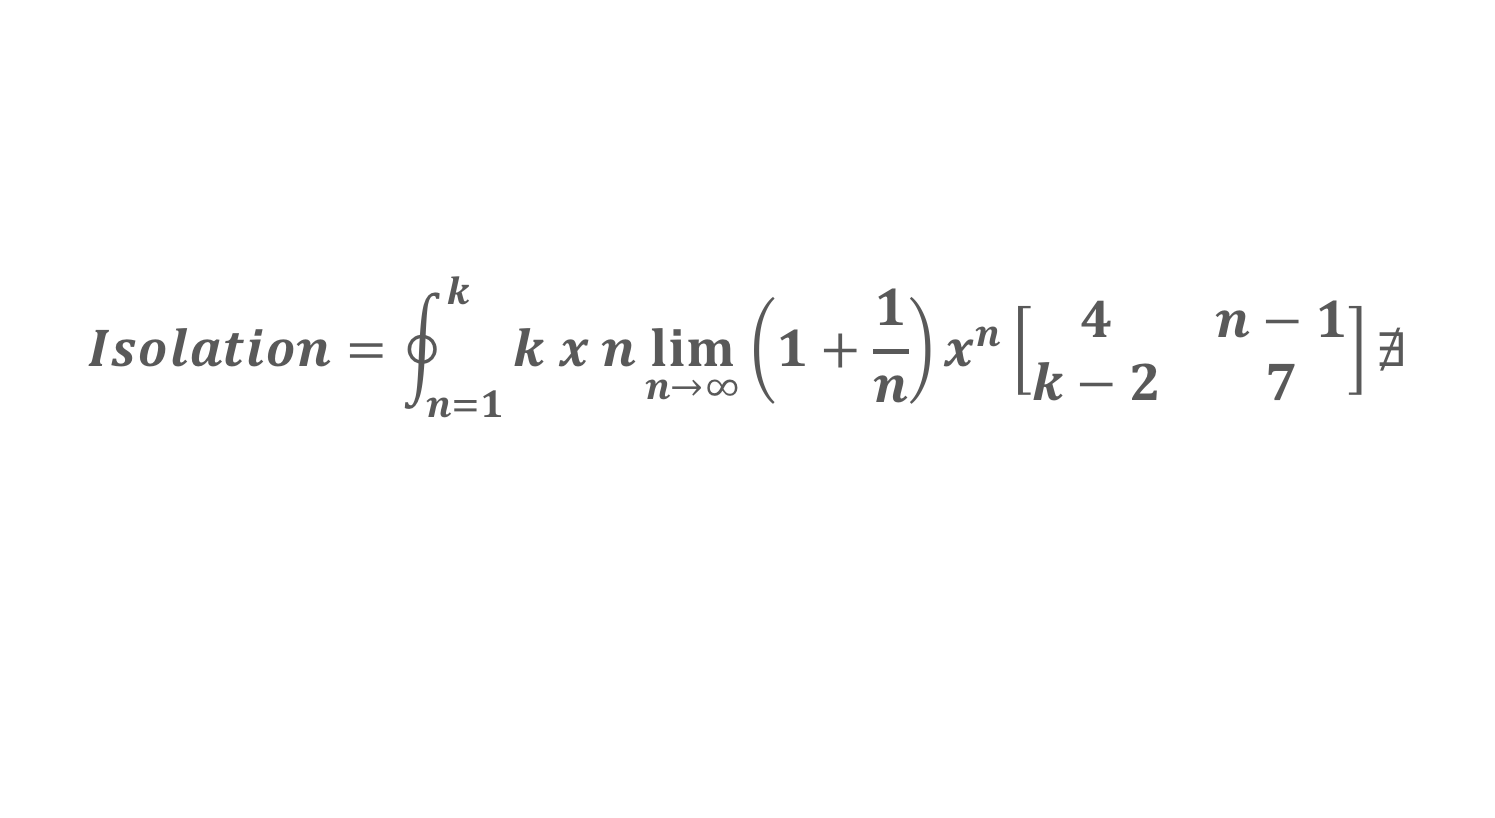 Isolation = ∮_{n=1}^{k} k x n lim_{n→∞} (1 + 1/n) x^n [4 n − 1; k − 2 7] ∄